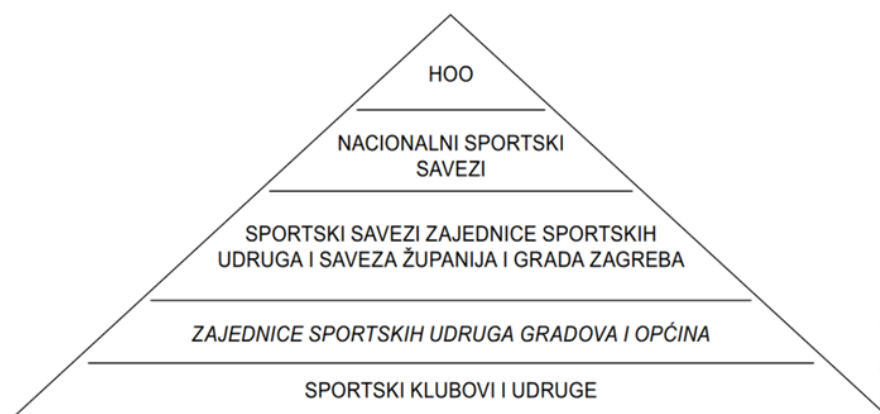 HOO
NACIONALNI SPORTSKI
SAVEZI
SPORTSKI SAVEZI ZAJEDNICE SPORTSKIH
UDRUGA I SAVEZA ŽUPANIJA I GRADA ZAGREBA
ZAJEDNICE SPORTSKIH UDRUGA GRADOVA I OPĆINA
SPORTSKI KLUBOVI I UDRUGE